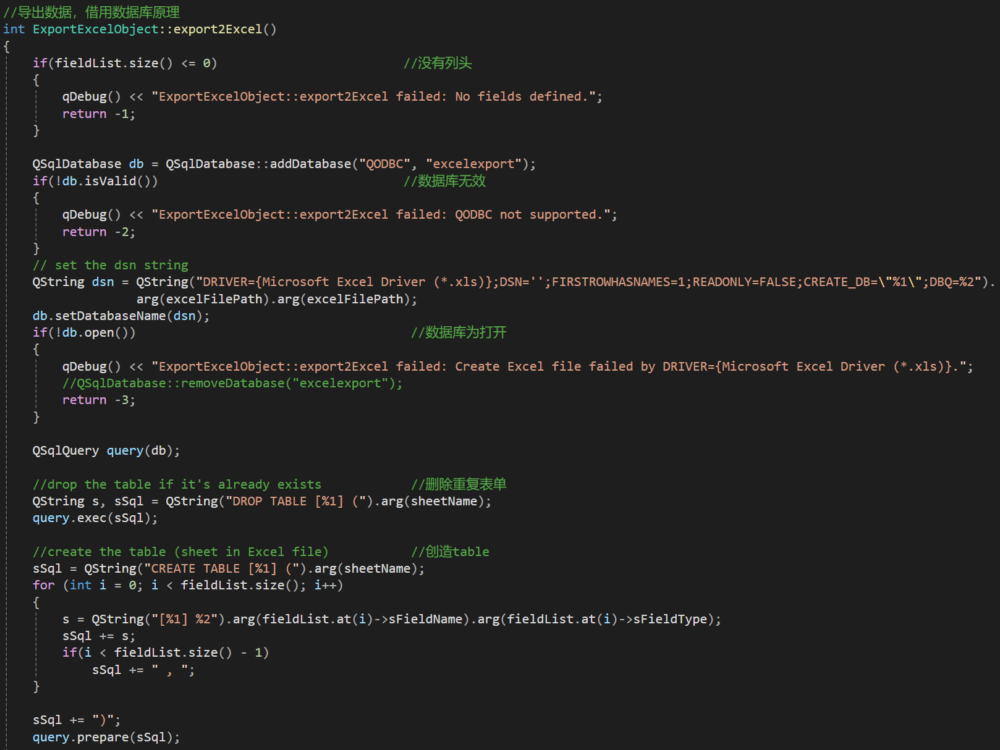 //导出数据，借用数据库原理
int ExportExcelObject::export2Excel()
{
    if(fieldList.size() <= 0)                         //没有列头
    {
        qDebug() << "ExportExcelObject::export2Excel failed: No fields defined.";
        return -1;
    }

    QSqlDatabase db = QSqlDatabase::addDatabase("QODBC", "excelexport");
    if(!db.isValid())                                 //数据库无效
    {
        qDebug() << "ExportExcelObject::export2Excel failed: QODBC not supported.";
        return -2;
    }
    // set the dsn string
    QString dsn = QString("DRIVER={Microsoft Excel Driver (*.xls)};DSN='';FIRSTROWHASNAMES=1;READONLY=FALSE;CREATE_DB=\"%1\";DBQ=%2").
                  arg(excelFilePath).arg(excelFilePath);
    db.setDatabaseName(dsn);
    if(!db.open())                                     //数据库为打开
    {
        qDebug() << "ExportExcelObject::export2Excel failed: Create Excel file failed by DRIVER={Microsoft Excel Driver (*.xls)}.";
        //QSqlDatabase::removeDatabase("excelexport");
        return -3;
    }

    QSqlQuery query(db);

    //drop the table if it's already exists            //删除重复表单
    QString s, sSql = QString("DROP TABLE [%1] (").arg(sheetName);
    query.exec(sSql);

    //create the table (sheet in Excel file)           //创造table
    sSql = QString("CREATE TABLE [%1] (").arg(sheetName);
    for (int i = 0; i < fieldList.size(); i++)
    {
        s = QString("[%1] %2").arg(fieldList.at(i)->sFieldName).arg(fieldList.at(i)->sFieldType);
        sSql += s;
        if(i < fieldList.size() - 1)
            sSql += " , ";
    }

    sSql += ")";
    query.prepare(sSql);